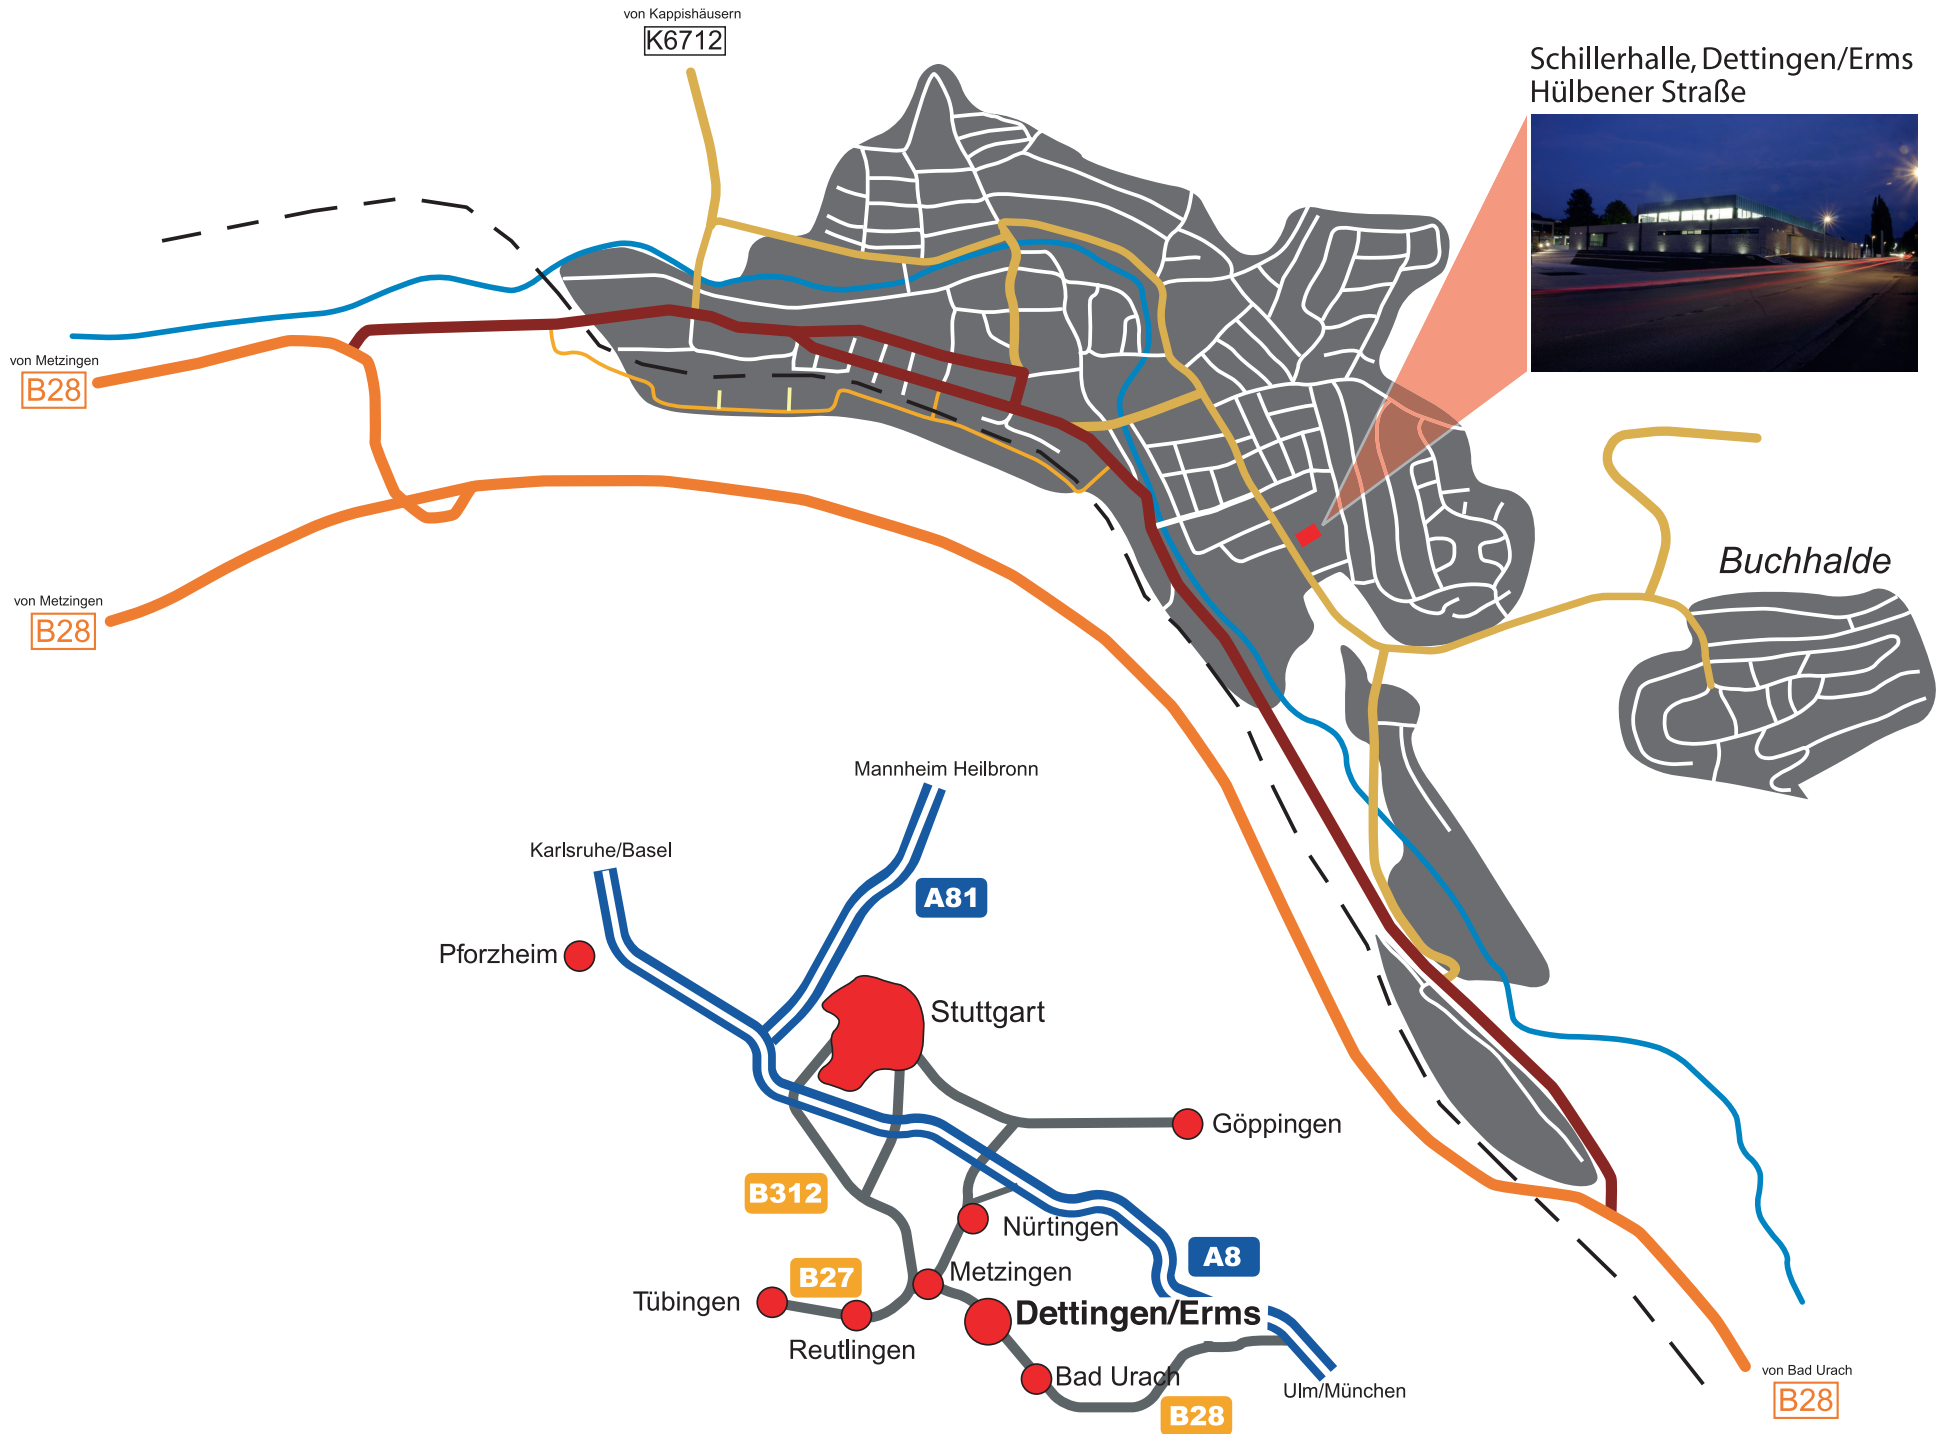 von Kappishäusern
K6712
Schillerhalle, Dettingen/Erms
Hülbener Straße
von Metzingen
B28
Buchhalde
von Metzingen
B28
Mannheim Heilbronn
Karlsruhe/Basel
A81
Pforzheim
Stuttgart
Göppingen
B312
Nürtingen
A8
Metzingen
B27
Tübingen
Dettingen/Erms
Reutlingen
Bad Urach
Ulm/München
B28
von Bad Urach
B28